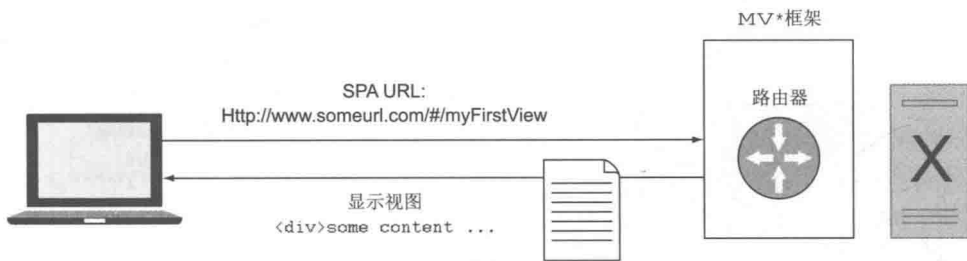 MV*框架
SPA URL:
Http://www.someurl.com/#/myFirstView
路由器
X
显示视图
<div>some content ...